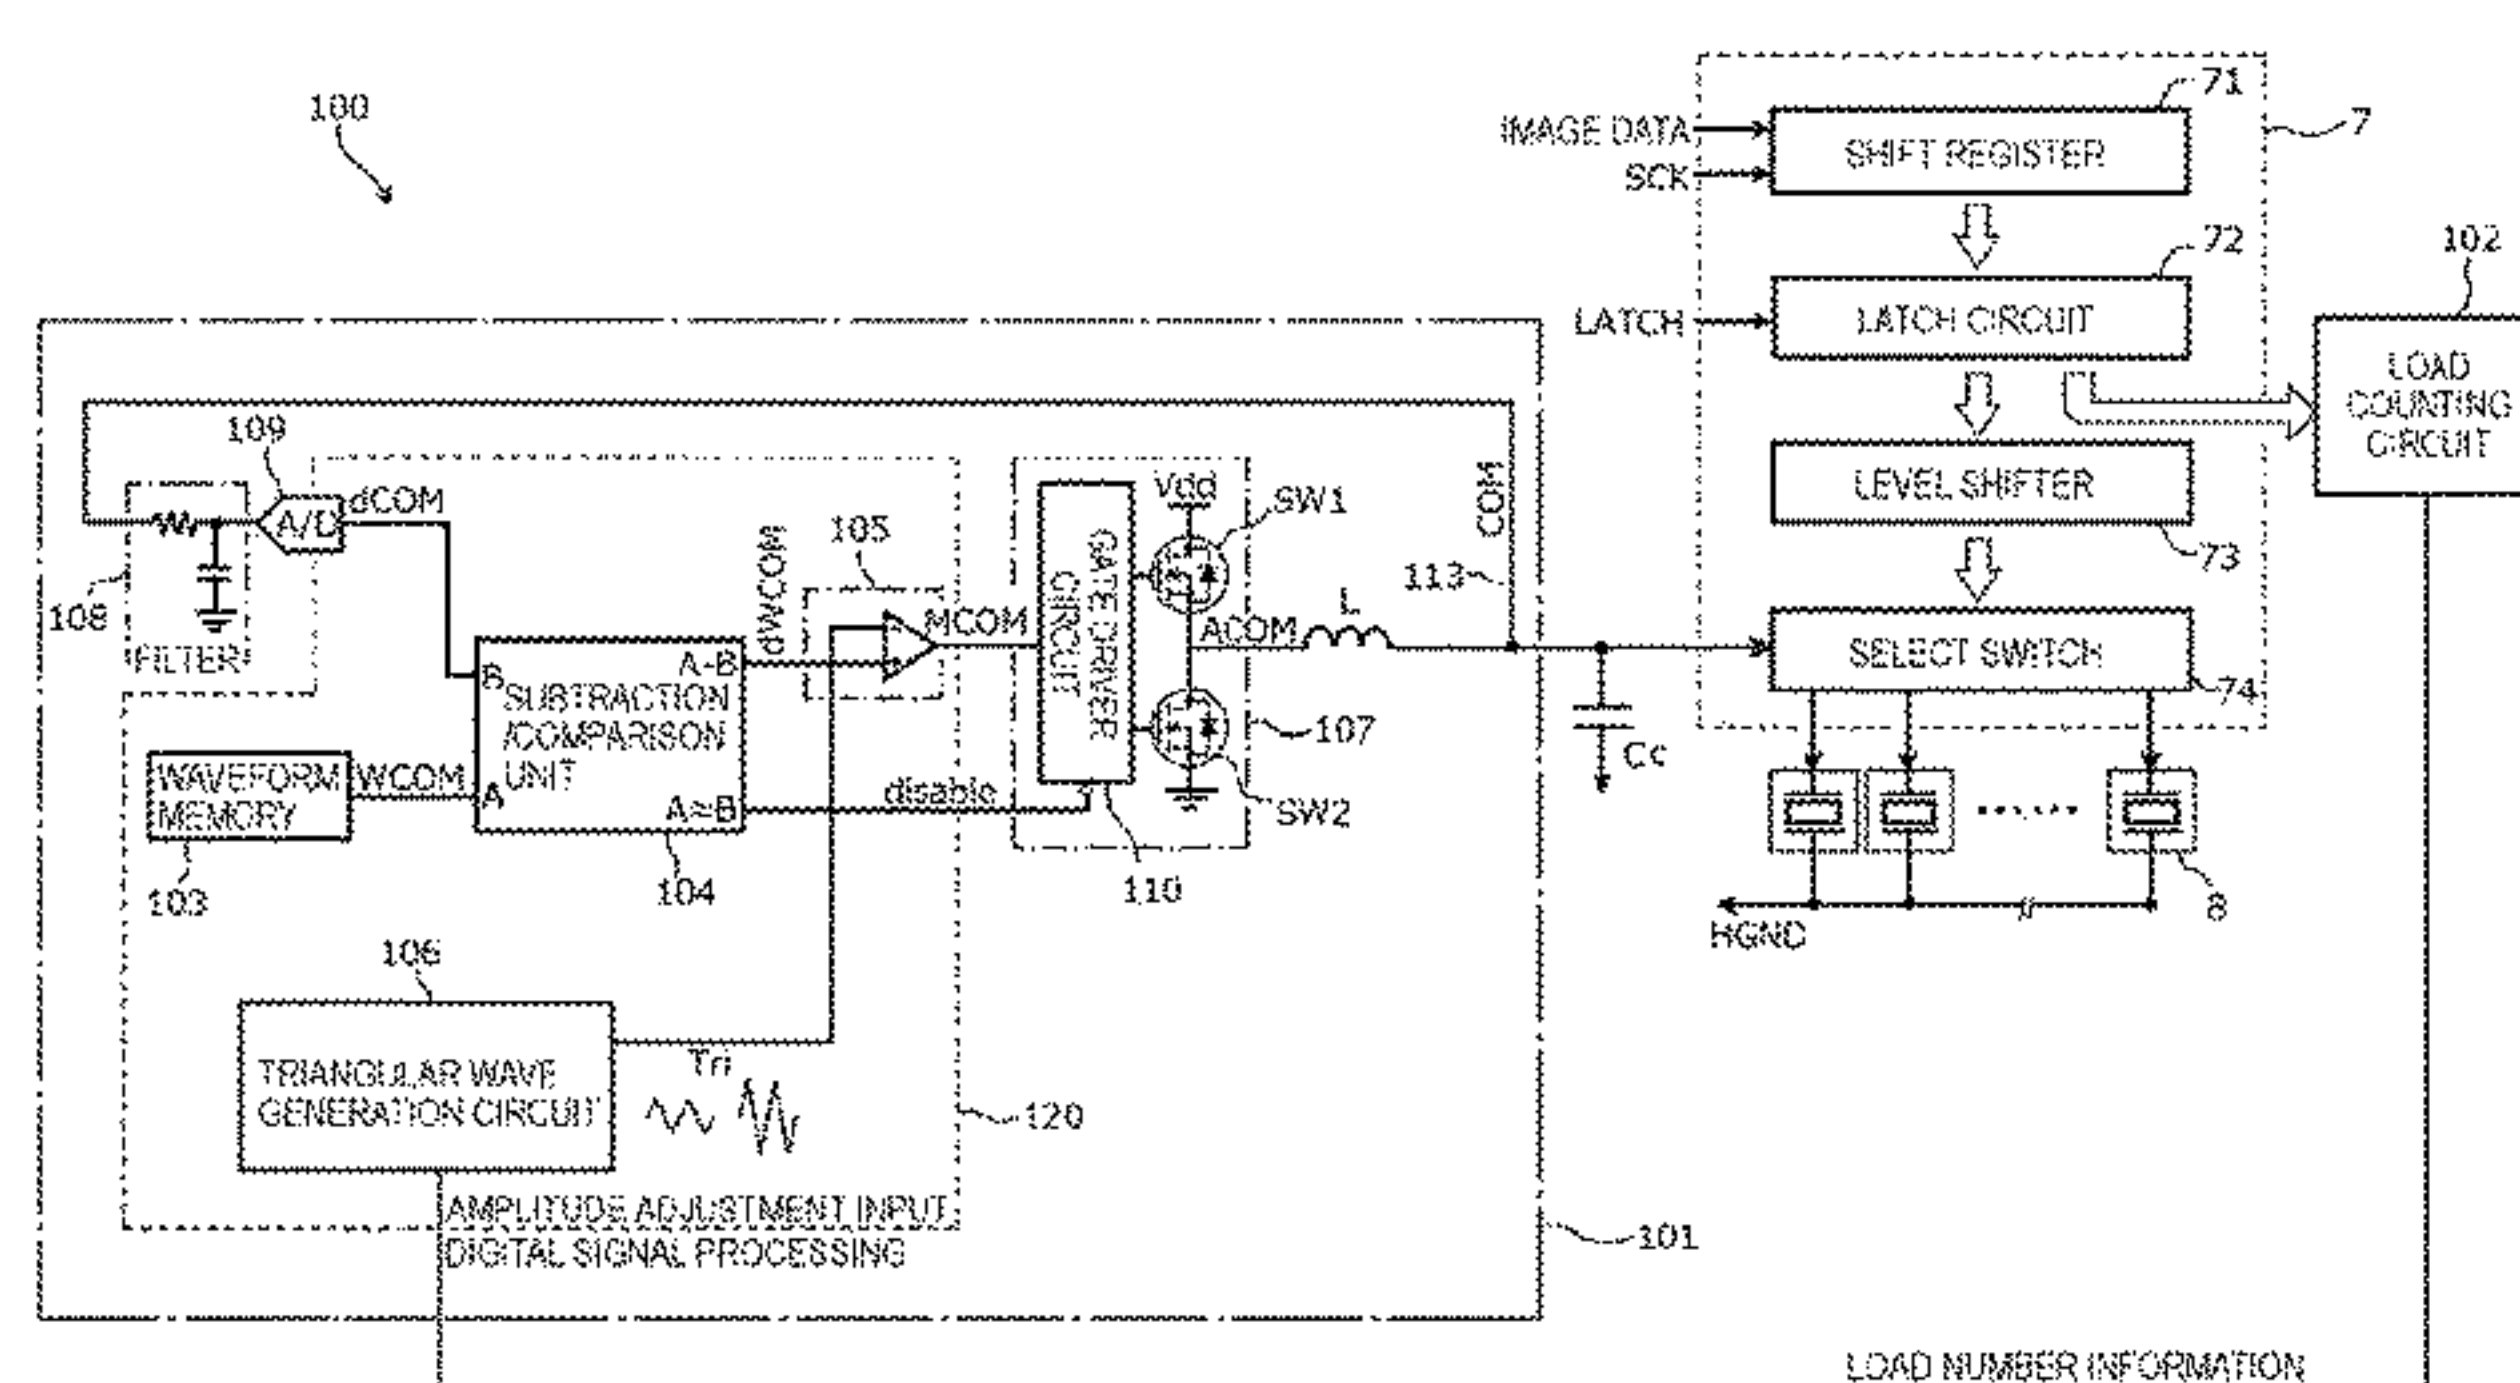 100
71
7
IMAGE DATA
SHIFT REGISTER
SCK
72
102
LATCH
LATCH CIRCUIT
LOAD
COUNTING
CIRCUIT
109
dCOM
A/D
108
FILTER
105
dWCOM
MCOM
Vdd
SW1
GATE DRIVER
CIRCUIT
ACOM
L
113
COM
LEVEL SHIFTER
73
SELECT SWITCH
74
B
A-B
SUBTRACTION
/COMPARISON
UNIT
A
A=B
WAVEFORM
MEMORY
WCOM
disable
107
SW2
Cc
103
104
110
8
HGND
106
TRIANGULAR WAVE
GENERATION CIRCUIT
Tri
120
AMPLITUDE ADJUSTMENT INPUT
DIGITAL SIGNAL PROCESSING
101
LOAD NUMBER INFORMATION